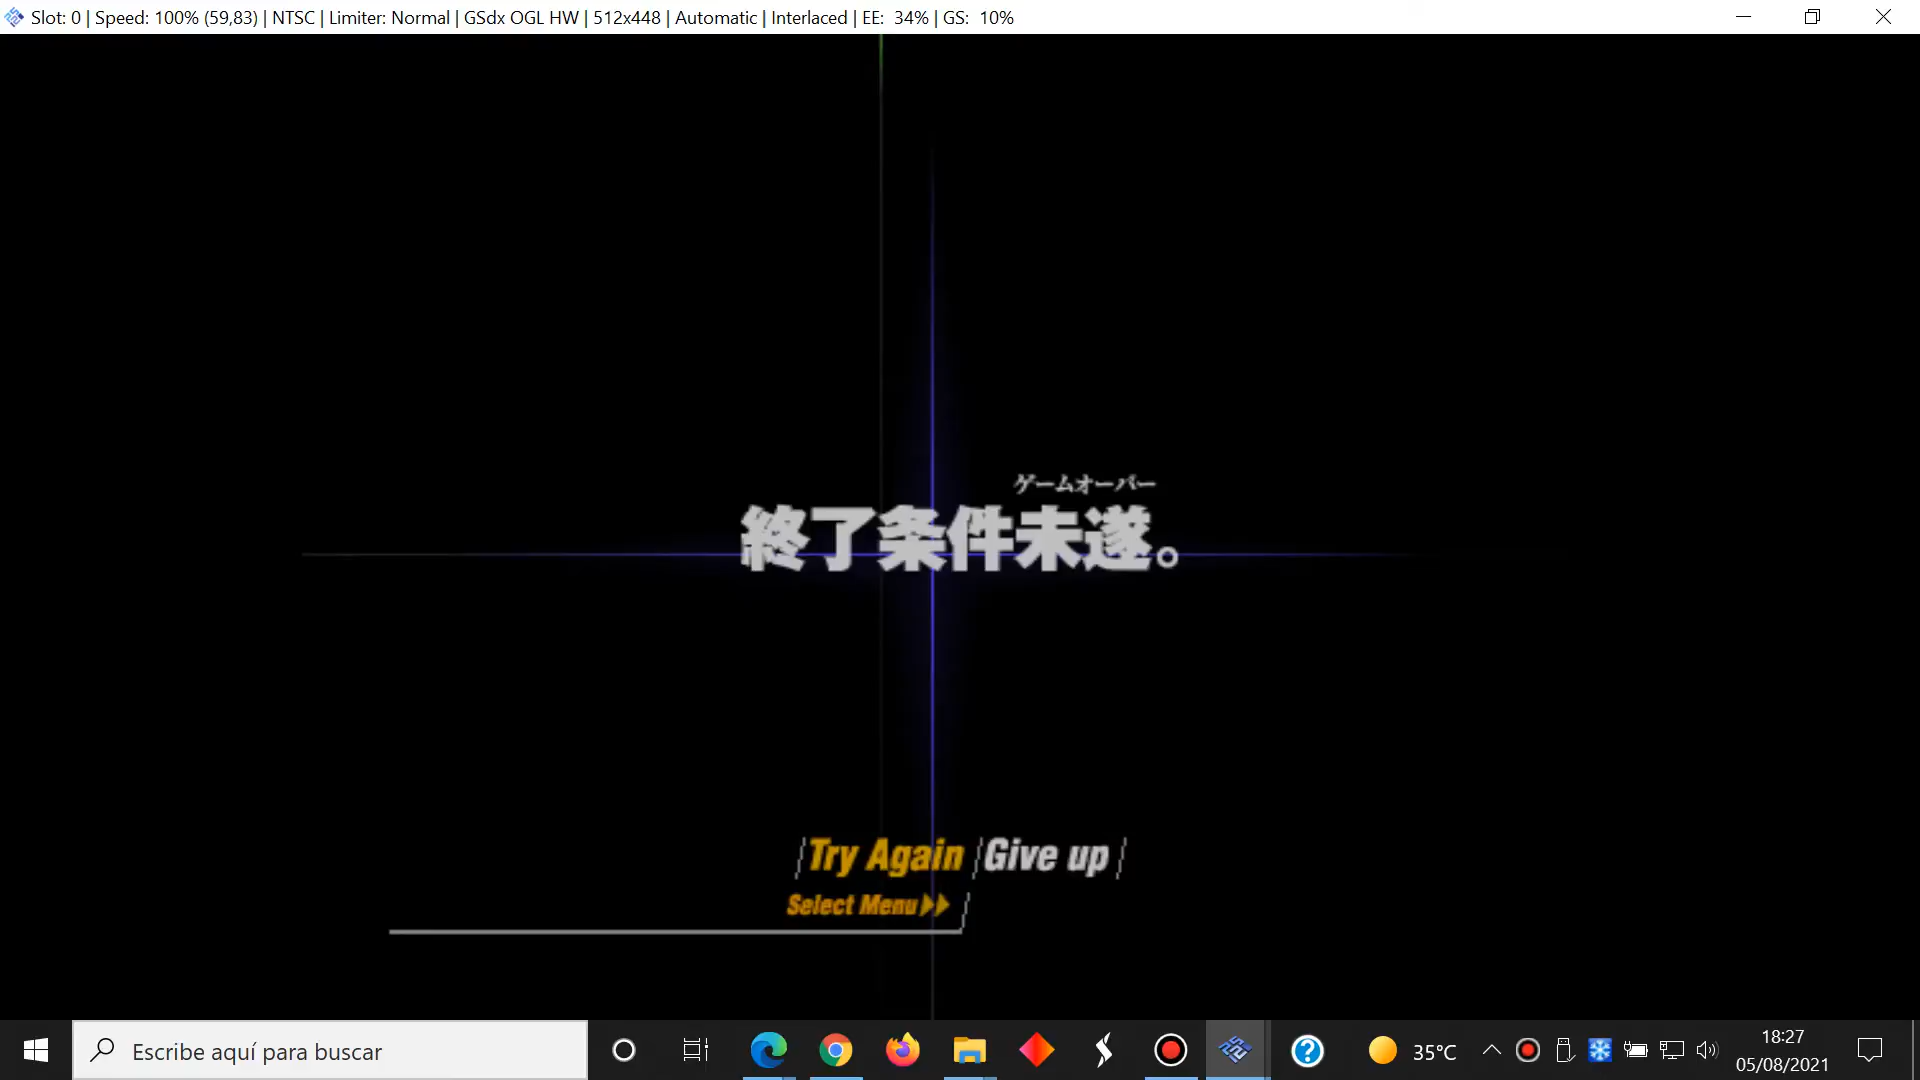 Slot: 0 | Speed: 100% (59,83) | NTSC | Limiter: Normal | GSdx OGL HW | 512x448 | Automatic | Interlaced | EE:  34% | GS:  10%
ゲームオーバー
終了条件未遂。
Try Again Give up
Select Menu
Escribe aquí para buscar
35°C
18:27
05/08/2021